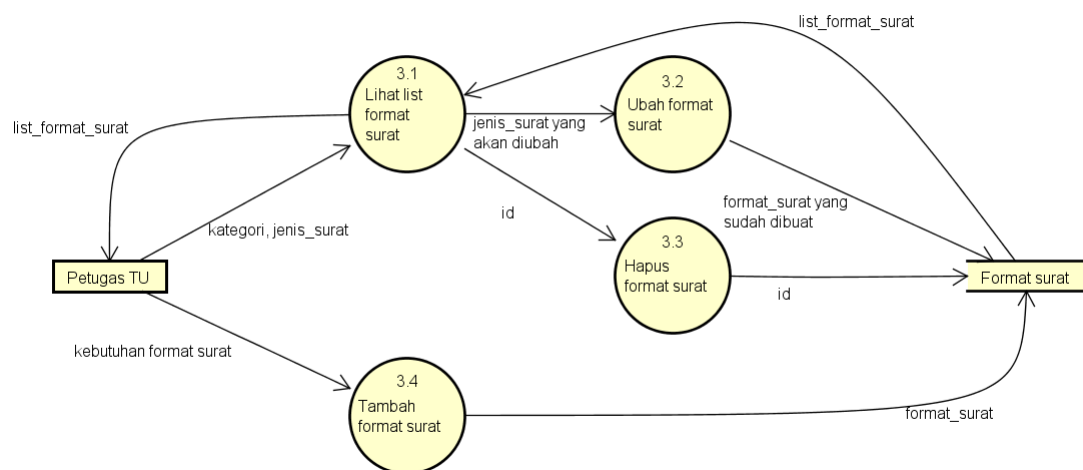 list_format_surat
3.1
Lihat list
format
surat
3.2
Ubah format
surat
list_format_surat
jenis_surat yang
akan diubah
kategori, jenis_surat
id
format_surat yang
sudah dibuat
3.3
Hapus
format surat
Petugas TU
Format surat
id
kebutuhan format surat
3.4
Tambah
format surat
format_surat